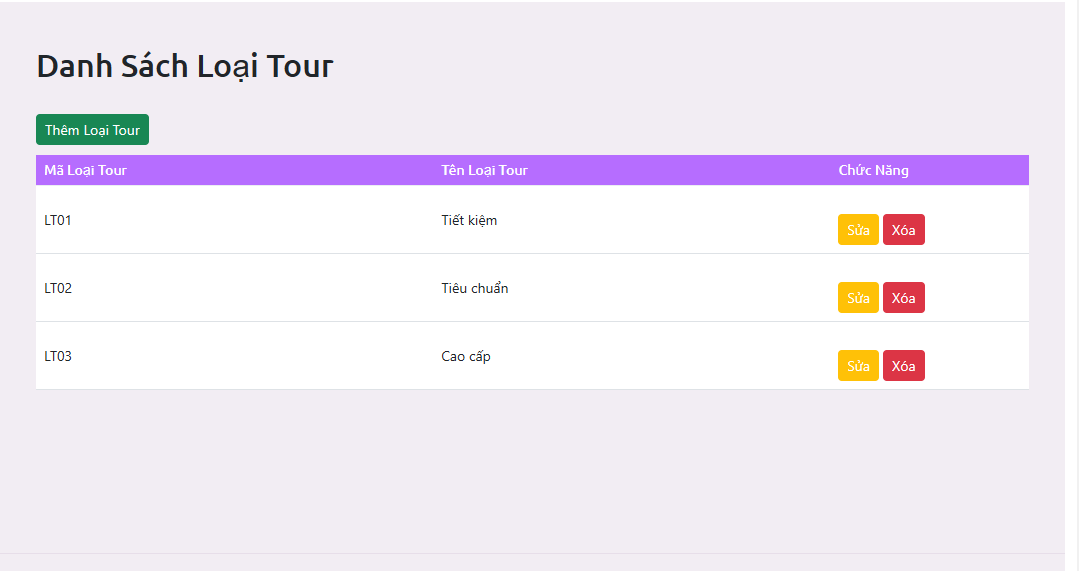 Danh Sách Loại Tour
Thêm Loại Tour
Mã Loại Tour Tên Loại Tour Chức Năng
LT01 Tiết kiệm Sửa Xóa
LT02 Tiêu chuẩn Sửa Xóa
LT03 Cao cấp Sửa Xóa